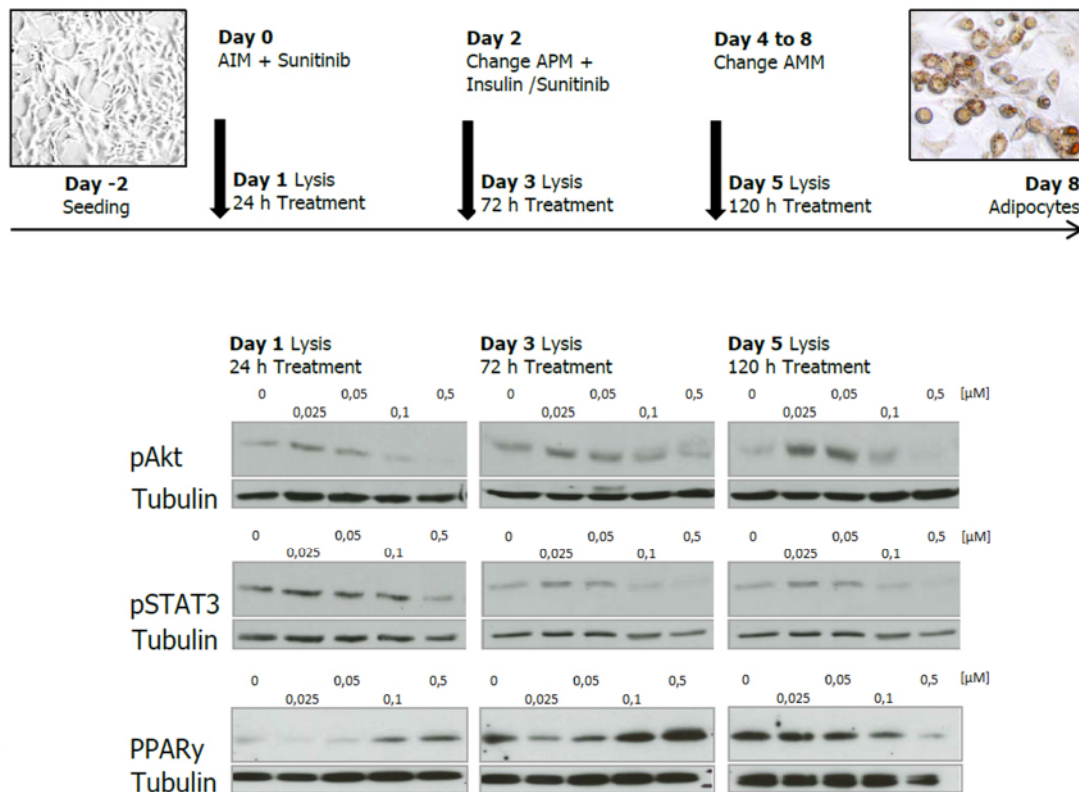 Day 0
AIM + Sunitinib
Day 2
Change APM +
Insulin /Sunitinib
Day 4 to 8
Change AMM
Day -2
Seeding
Day 1 Lysis
24 h Treatment
Day 3 Lysis
72 h Treatment
Day 5 Lysis
120 h Treatment
Day 8
Adipocytes
Day 1 Lysis
24 h Treatment
Day 3 Lysis
72 h Treatment
Day 5 Lysis
120 h Treatment
0 0,05 0,5 0 0,05 0,5 0 0,05 0,5 [µM]
0,025 0,1 0,025 0,1 0,025 0,1
pAkt
Tubulin
0 0,05 0,5 0 0,05 0,5 0 0,05 0,5 [µM]
0,025 0,1 0,025 0,1 0,025 0,1
pSTAT3
Tubulin
0 0,05 0,5 0 0,05 0,5 0 0,05 0,5 [µM]
0,025 0,1 0,025 0,1 0,025 0,1
PPARy
Tubulin